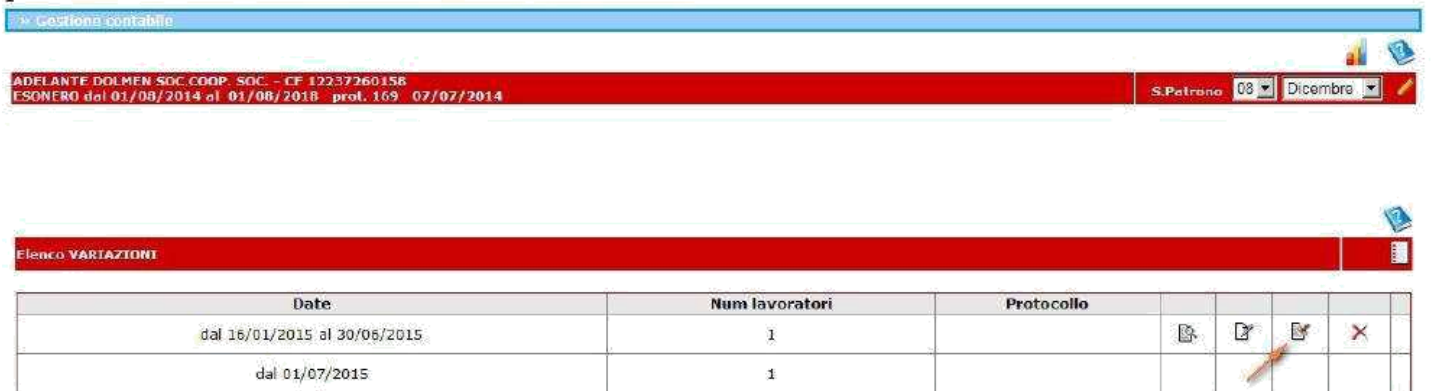 » Gestione contabile
ADELANTE DOLMEN SOC.COOP. SOC. - CF 12237260158
ESONERO dal 01/08/2014 al 01/08/2018 prot. 169 07/07/2014
S.Patrono 08 Dicembre
Elenco VARIAZIONI
Date Num lavoratori Protocollo
dal 16/01/2015 al 30/06/2015 1
dal 01/07/2015 1